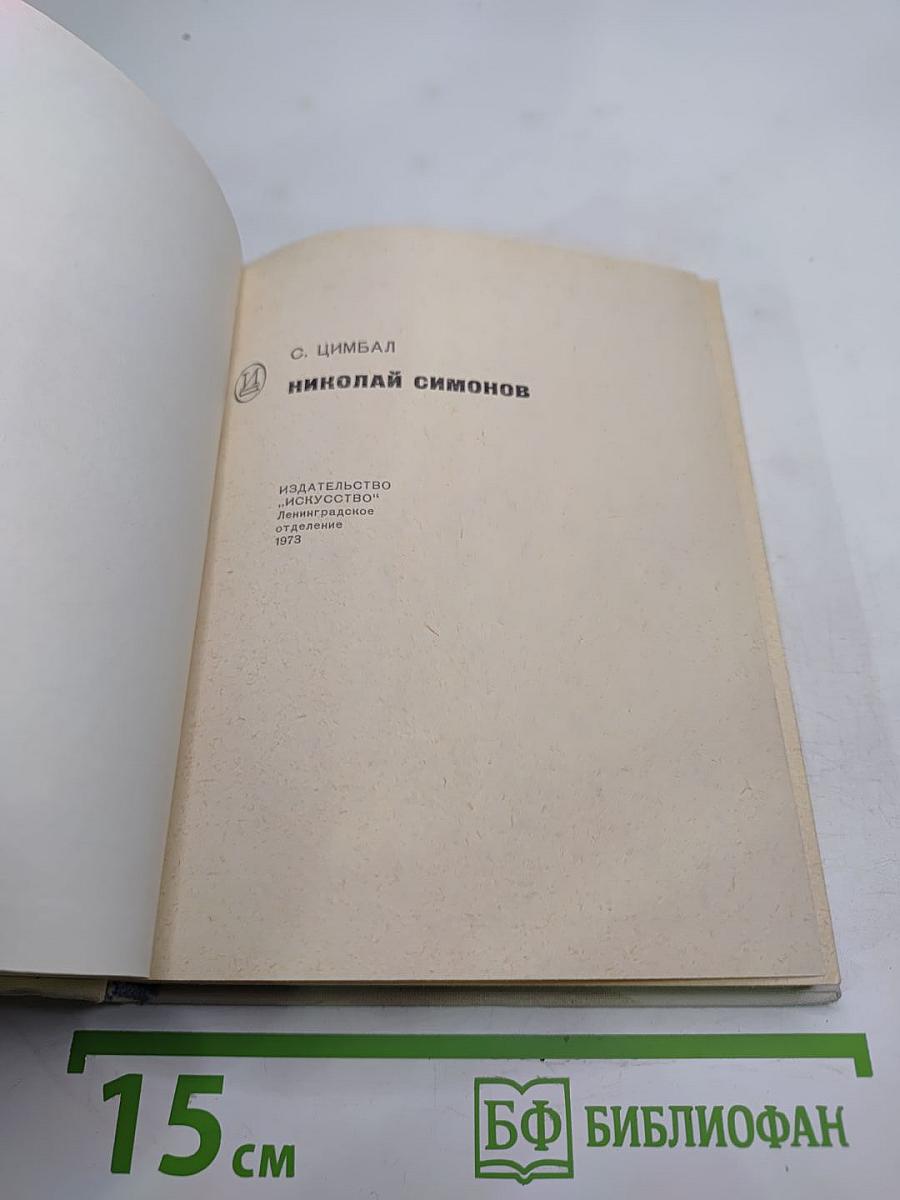 С. ЦИМБАЛ
И
НИКОЛАЙ СИМОНОВ
ИЗДАТЕЛЬСТВО
„ИСКУССТВО“
Ленинградское
отделение
1973
15 см
БФ БИБЛИОФАН